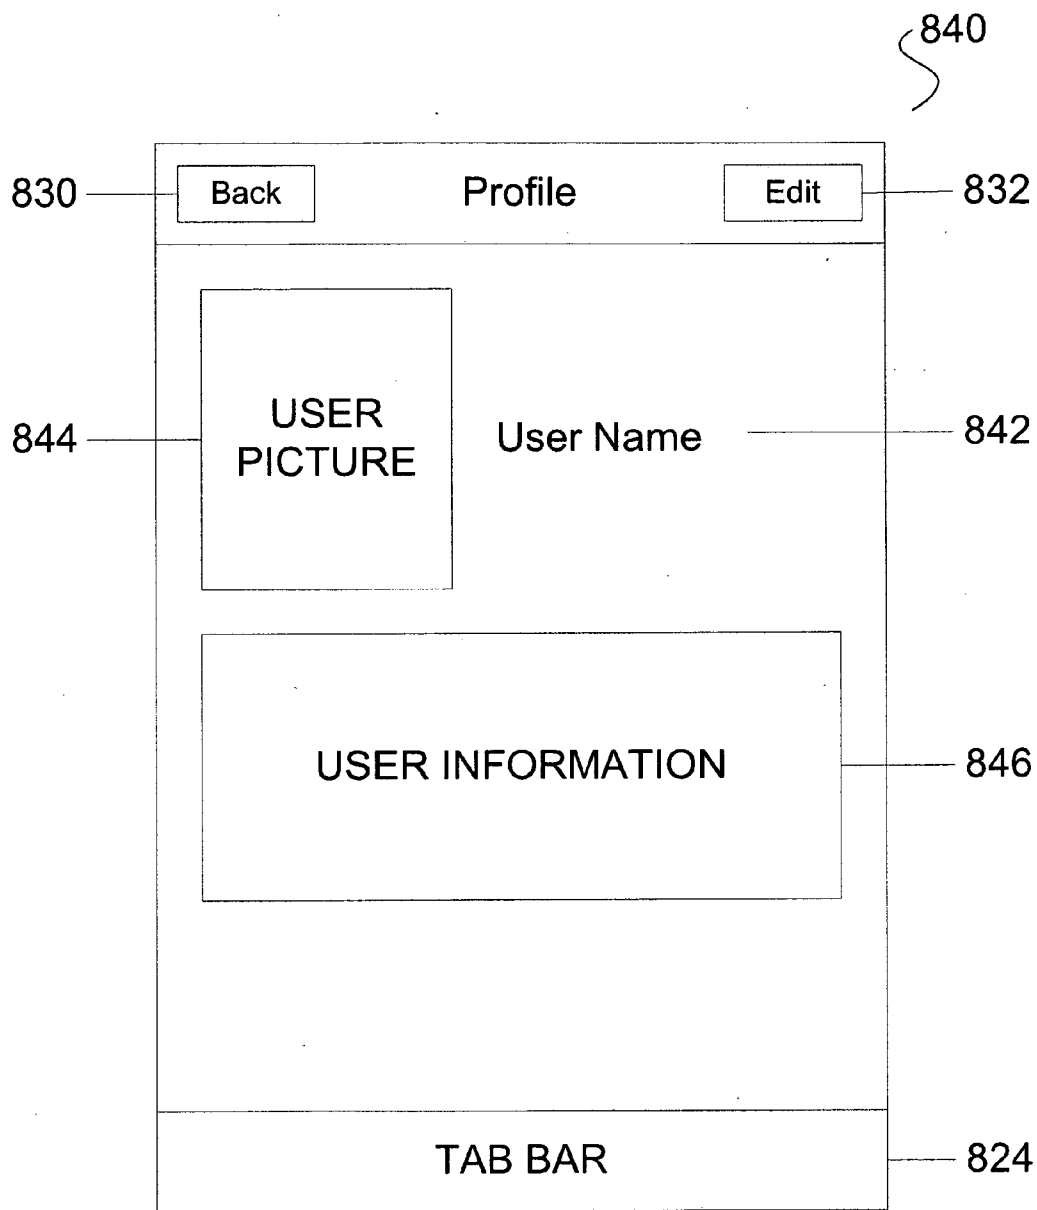 840
830 Back Profile Edit 832
844 USER PICTURE User Name 842
USER INFORMATION 846
TAB BAR 824